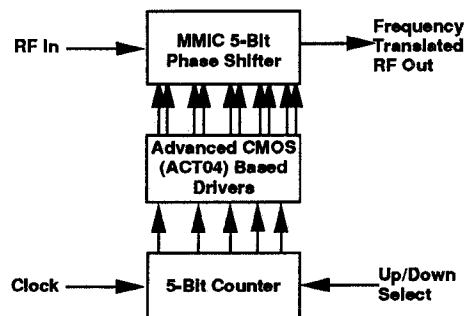 RF In
MMIC 5-Bit
Phase Shifter
Frequency
Translated
RF Out
Advanced CMOS
(ACT04) Based
Drivers
Clock
5-Bit Counter
Up/Down
Select